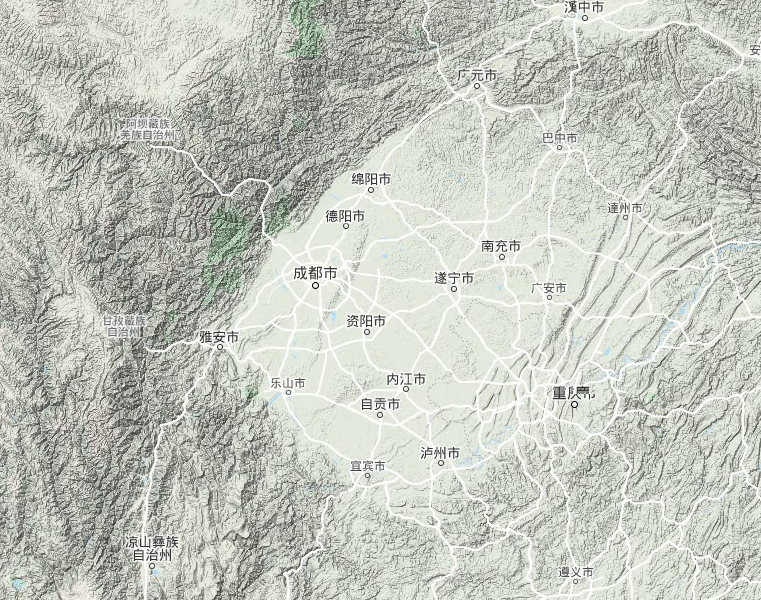 汉中市
广元市
安
阿坝藏族
羌族自治州
巴中市
绵阳市
德阳市
達州市
南充市
成都市
遂宁市
广安市
资阳市
甘孜藏族
自治州
雅安市
乐山市
内江市
重庆市
自贡市
泸州市
宜宾市
凉山彝族
自治州
遵义市